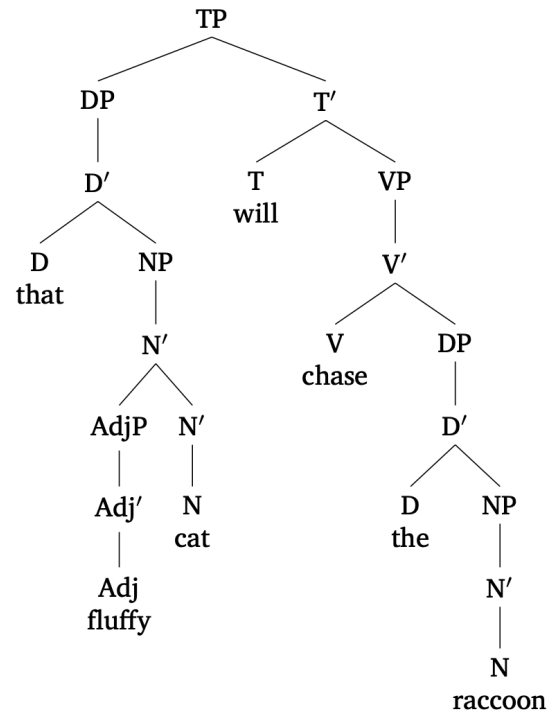 TP
DP T′
D′ T VP
will
D NP V′
that
N′ V DP
chase
AdjP N′ D′
Adj′ N D NP
cat the
Adj N′
fluffy
N
raccoon